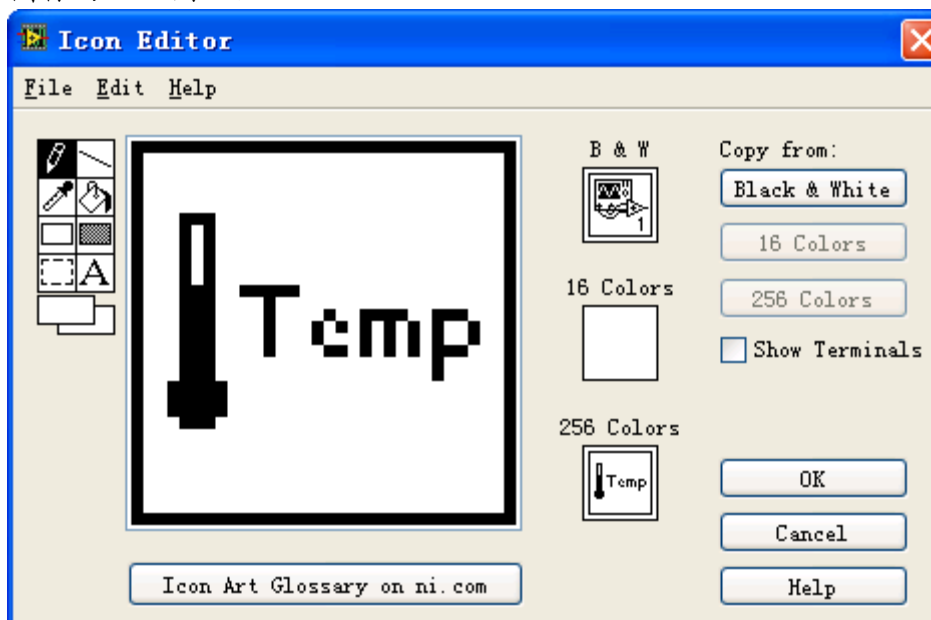 Icon Editor
File Edit Help
B & W
Copy from:
Black & White
1
16 Colors
16 Colors
256 Colors
Show Terminals
Temp
256 Colors
Temp
OK
Cancel
Icon Art Glossary on ni.com
Help